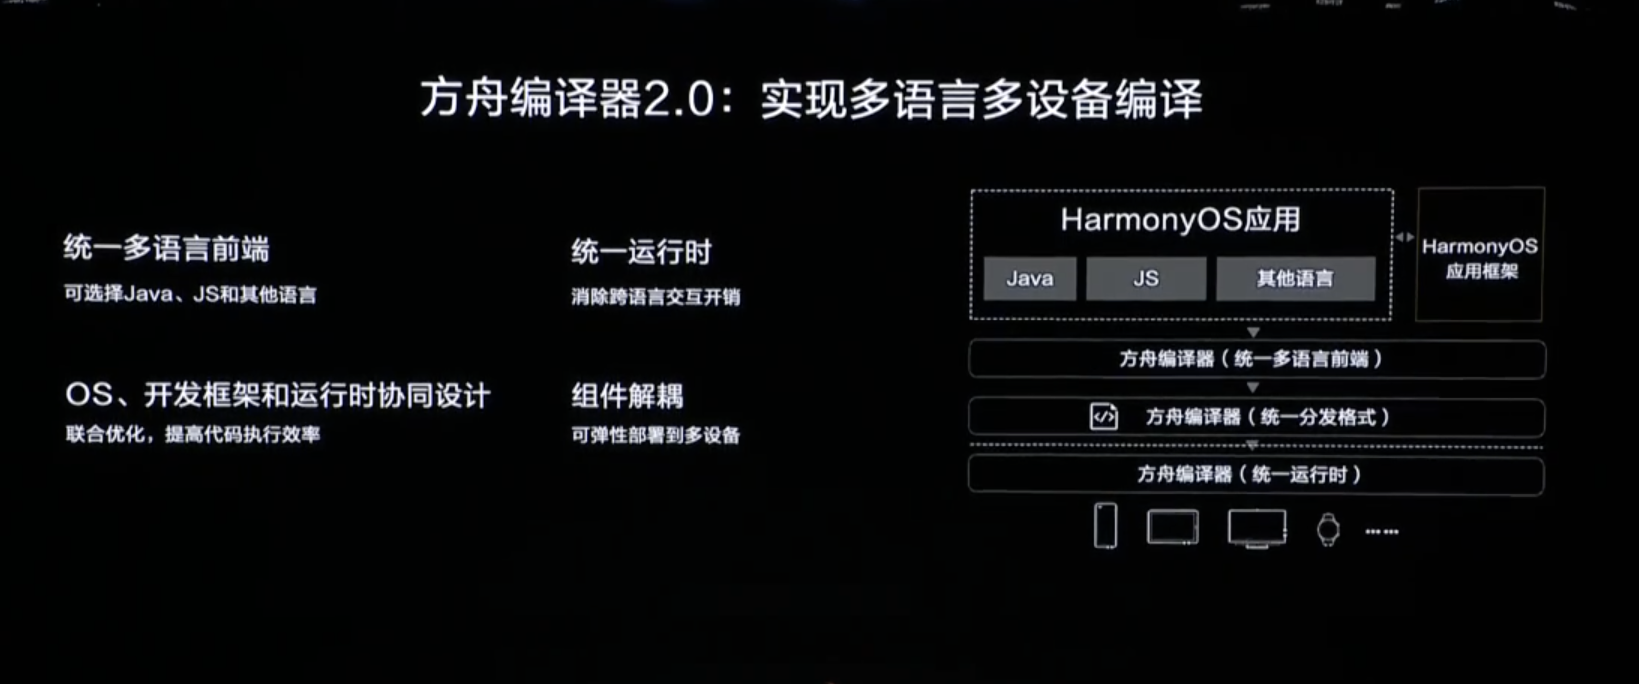 方舟编译器2.0：实现多语言多设备编译
统一多语言前端
可选择Java、JS和其他语言
统一运行时
消除跨语言交互开销
OS、开发框架和运行时协同设计
联合优化，提高代码执行效率
组件解耦
可弹性部署到多设备
HarmonyOS应用
Java
JS
其他语言
HarmonyOS
应用框架
方舟编译器（统一多语言前端）
</> 方舟编译器（统一分发格式）
方舟编译器（统一运行时）
……